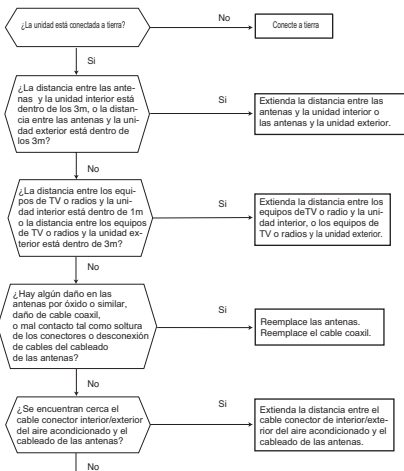 ¿La unidad está conectada a tierra?
No
Conecte a tierra
Si
¿La distancia entre las ante-
nas y la unidad interior está
dentro de los 3m, o la distan-
cia entre las antenas y la uni-
dad exterior está dentro de
los 3m?
Si
Extienda la distancia entre las
antenas y la unidad interior o
las antenas y la unidad exterior.
No
¿La distancia entre los equi-
pos de TV o radios y la uni-
dad interior está dentro de 1m
o la distancia entre los equipos
de TV o radios y la unidad ex-
terior está dentro de 3m?
Si
Extienda la distancia entre los
equipos deTV o radio y la uni-
dad interior, o los equipos de
TV o radios y la unidad exterior.
No
¿Hay algún daño en las
antenas por óxido o similar,
daño de cable coaxil,
o mal contacto tal como soltura
de los conectores o desconexión
de cables del cableado
de las antenas?
Si
Reemplace las antenas.
Reemplace el cable coaxil.
No
¿Se encuentran cerca el
cable conector interior/exterior
del aire acondicionado y el
cableado de las antenas?
Si
Extienda la distancia entre el
cable conector de interior/exte-
rior del aire acondicionado y el
cableado de las antenas.
No